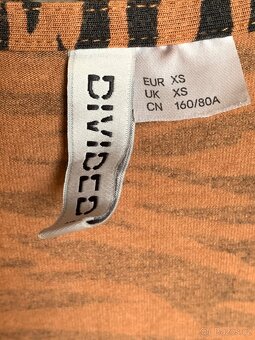 DIVIDED
EUR XS
UK XS
CN 160/80A